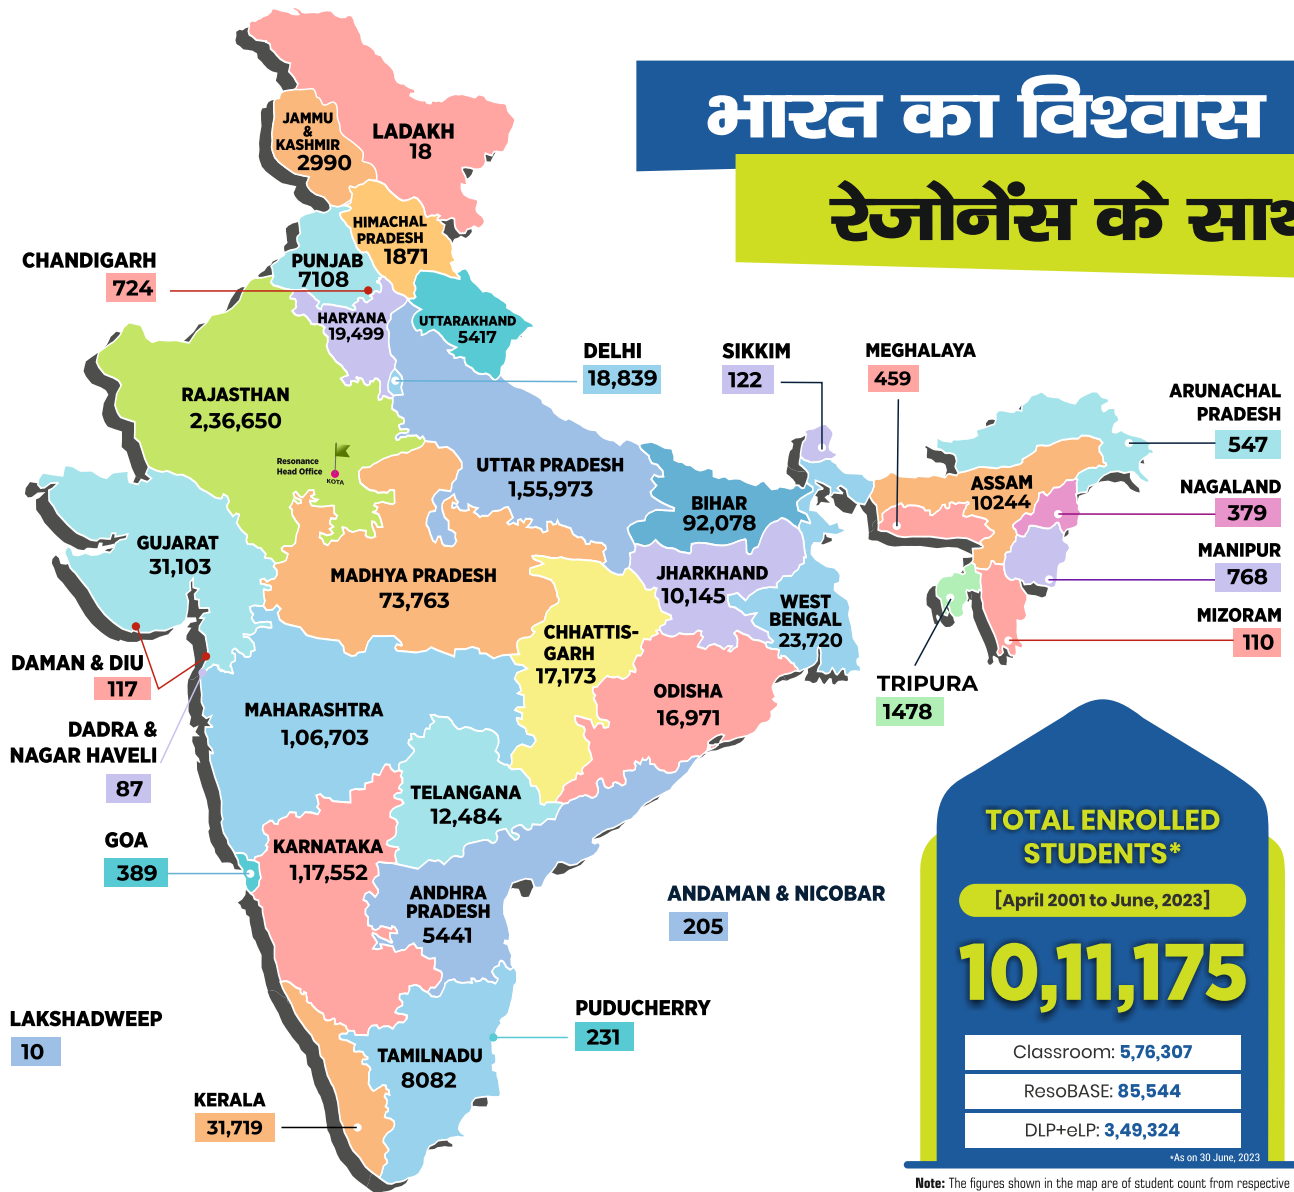 भारत का विश्वास
रेजोनेंस के साथ
JAMMU
&
KASHMIR
2990
LADAKH
18
HIMACHAL
PRADESH
1871
PUNJAB
7108
CHANDIGARH
724
HARYANA
19,499
UTTARAKHAND
5417
DELHI
18,839
SIKKIM
122
MEGHALAYA
459
ARUNACHAL
PRADESH
547
RAJASTHAN
2,36,650
Resonance
Head Office
KOTA
UTTAR PRADESH
1,55,973
BIHAR
92,078
ASSAM
10244
NAGALAND
379
GUJARAT
31,103
MADHYA PRADESH
73,763
JHARKHAND
10,145
WEST
BENGAL
23,720
MANIPUR
768
MIZORAM
110
CHHATTIS-
GARH
17,173
DAMAN & DIU
117
TRIPURA
1478
ODISHA
16,971
MAHARASHTRA
1,06,703
DADRA &
NAGAR HAVELI
87
TELANGANA
12,484
GOA
389
KARNATAKA
1,17,552
ANDHRA
PRADESH
5441
ANDAMAN & NICOBAR
205
LAKSHADWEEP
10
PUDUCHERRY
231
TAMILNADU
8082
KERALA
31,719
TOTAL ENROLLED
STUDENTS*
[April 2001 to June, 2023]
10,11,175
Classroom: 5,76,307
ResoBASE: 85,544
DLP+eLP: 3,49,324
*As on 30 June, 2023
Note: The figures shown in the map are of student count from respective